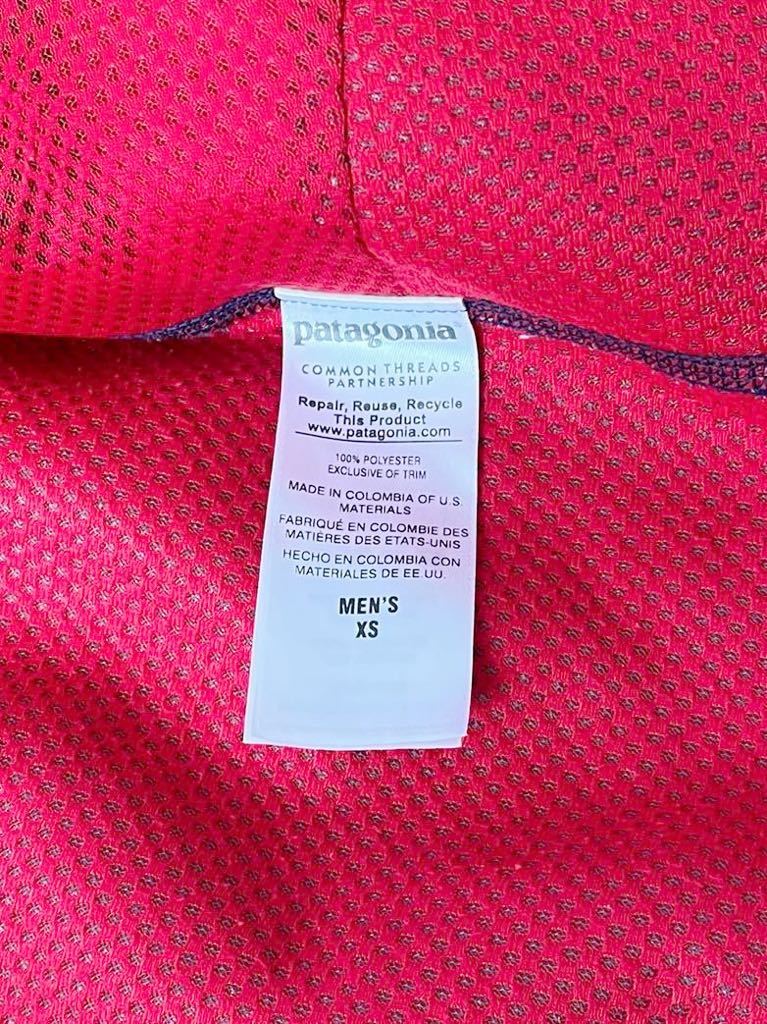 patagonia
COMMON THREADS
PARTNERSHIP
Repair, Reuse, Recycle
This Product
www.patagonia.com
100% POLYESTER
EXCLUSIVE OF TRIM
MADE IN COLOMBIA OF U.S.
MATERIALS
FABRIQUÉ EN COLOMBIE DES
MATIÈRES DES ETATS-UNIS
HECHO EN COLOMBIA CON
MATERIALES DE EE.UU.
MEN'S
XS